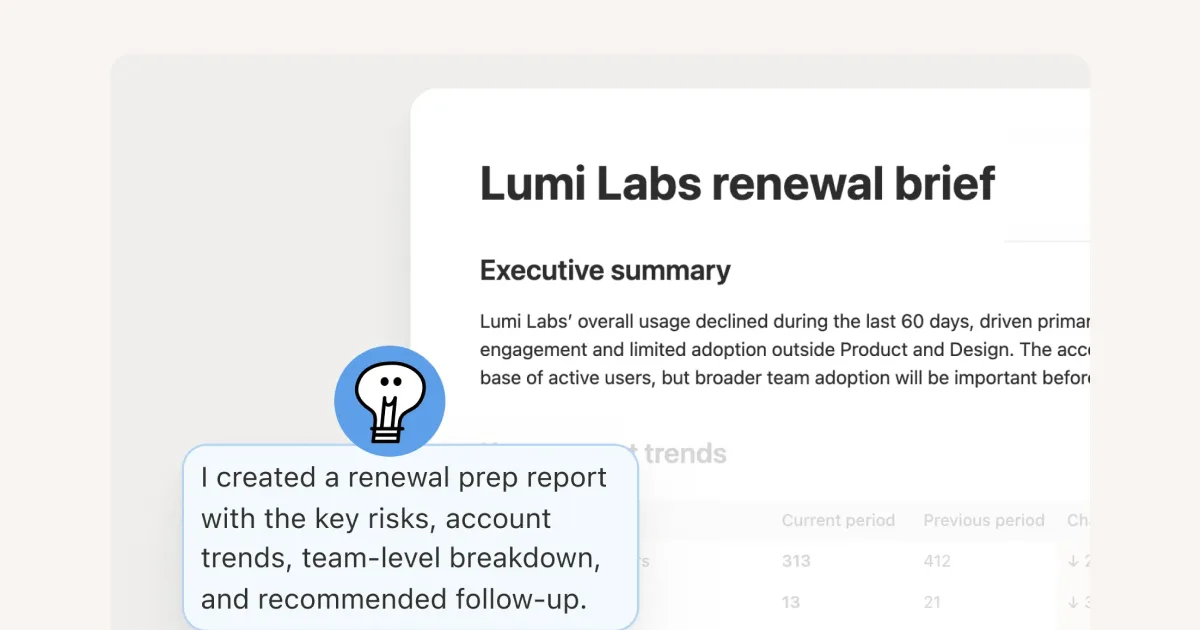 Lumi Labs renewal brief
Executive summary
Lumi Labs’ overall usage declined during the last 60 days, driven
engagement and limited adoption outside Product and Design. The
base of active users, but broader team adoption will be important
trends
I created a renewal prep report
with the key risks, account
trends, team-level breakdown,
and recommended follow-up.
Current period Previous period
313 412
13 21